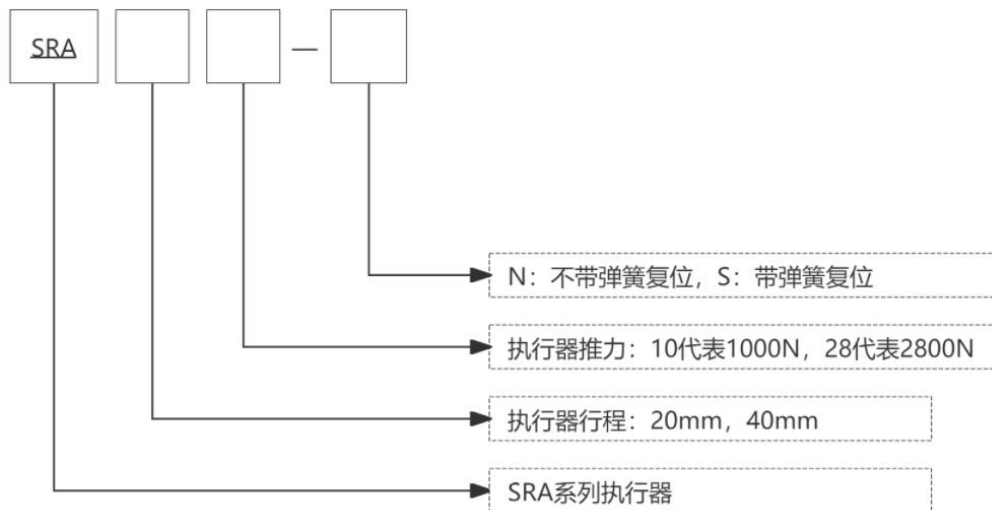 SRA —
N：不带弹簧复位，S：带弹簧复位
执行器推力：10代表1000N，28代表2800N
执行器行程：20mm，40mm
SRA系列执行器